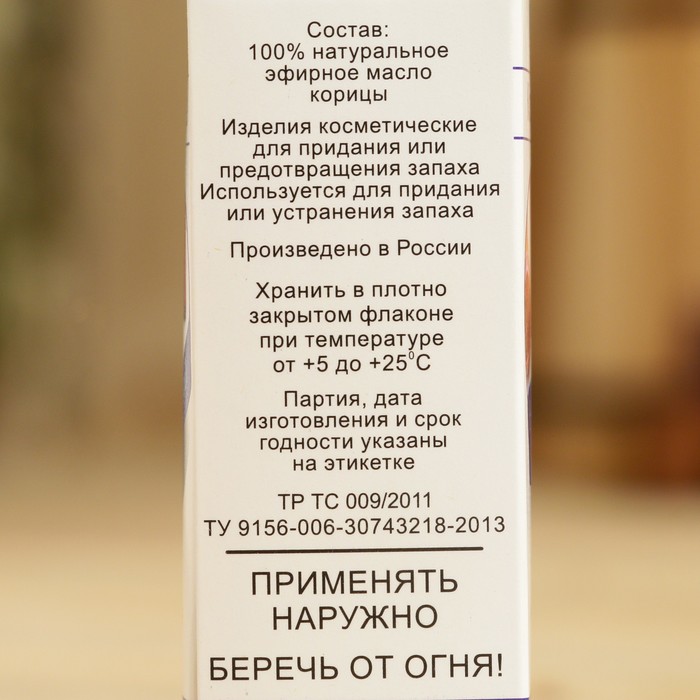 Состав:
100% натуральное
эфирное масло
корицы
Изделия косметические
для придания или
предотвращения запаха
Используется для придания
или устранения запаха
Произведено в России
Хранить в плотно
закрытом флаконе
при температуре
от +5 до +25⁰С
Партия, дата
изготовления и срок
годности указаны
на этикетке
ТР ТС 009/2011
ТУ 9156-006-30743218-2013
ПРИМЕНЯТЬ
НАРУЖНО
БЕРЕЧЬ ОТ ОГНЯ!